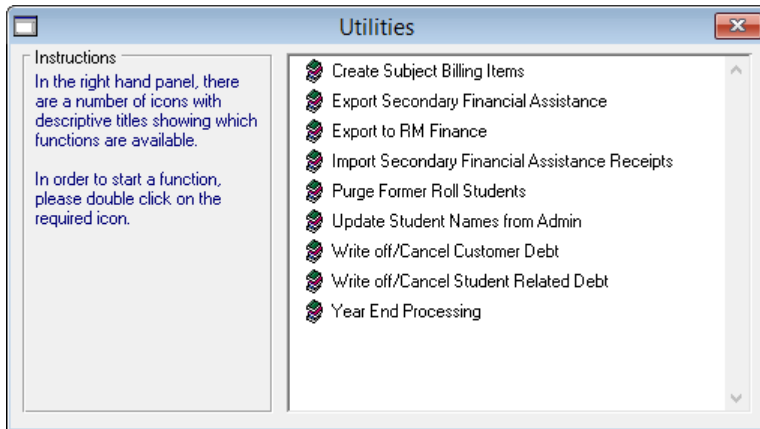 Utilities
Instructions
In the right hand panel, there
are a number of icons with
descriptive titles showing which
functions are available.
In order to start a function,
please double click on the
required icon.
Create Subject Billing Items
Export Secondary Financial Assistance
Export to RM Finance
Import Secondary Financial Assistance Receipts
Purge Former Roll Students
Update Student Names from Admin
Write off/Cancel Customer Debt
Write off/Cancel Student Related Debt
Year End Processing